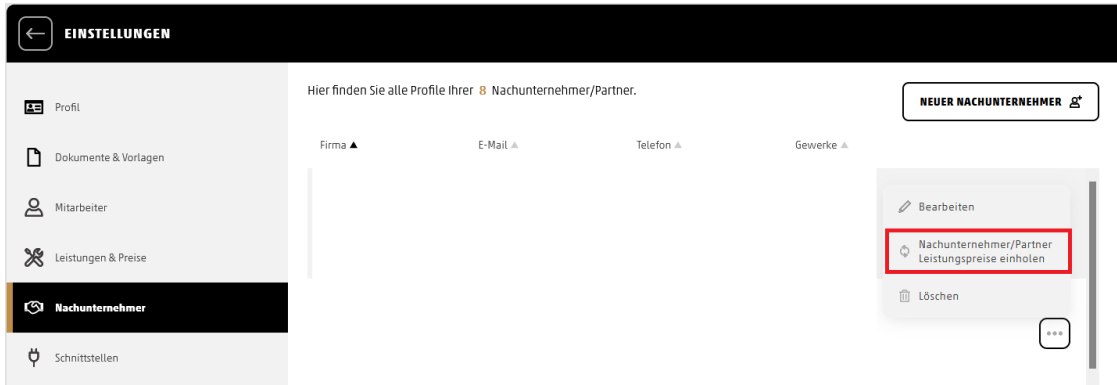 EINSTELLUNGEN
Profil
Dokumente & Vorlagen
Mitarbeiter
Leistungen & Preise
Nachunternehmer
Schnittstellen
Hier finden Sie alle Profile Ihrer 8 Nachunternehmer/Partner.
NEUER NACHUNTERNEHMER
Firma ▲ E-Mail ▲ Telefon ▲ Gewerke ▲
Bearbeiten
Nachunternehmer/Partner
Leistungspreise einholen
Löschen